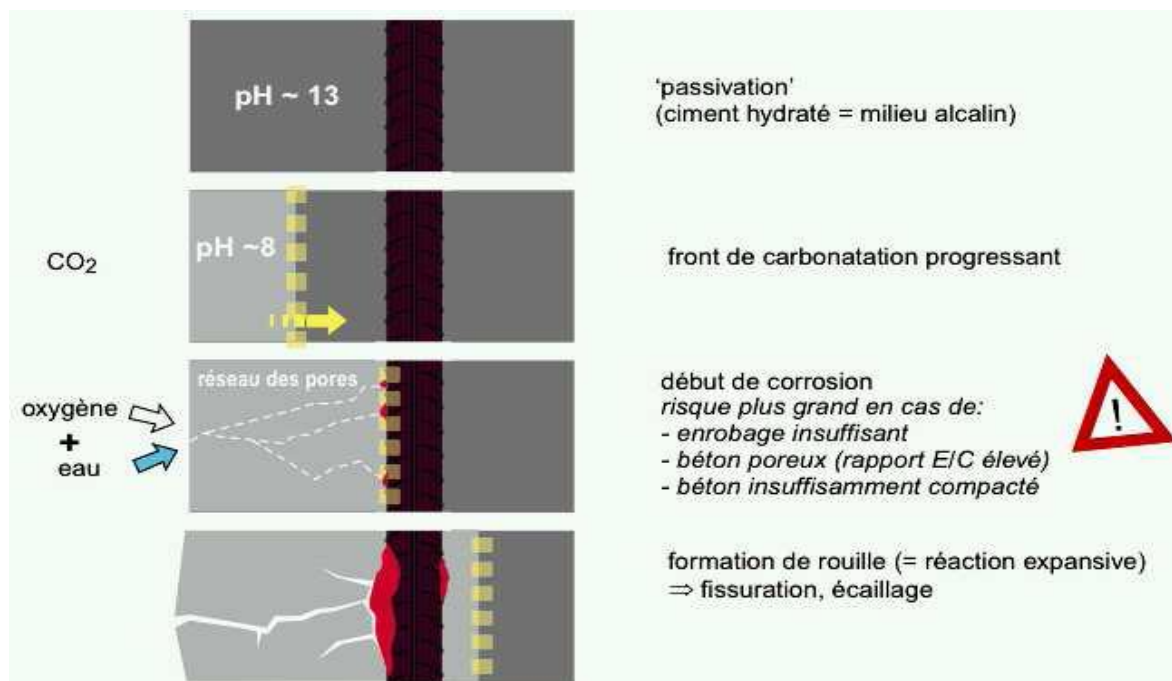 pH ~ 13
'passivation'
(ciment hydraté = milieu alcalin)
CO₂
pH ~8
front de carbonatation progressant
oxygène
+
eau
réseau des pores
début de corrosion
risque plus grand en cas de:
- enrobage insuffisant
- béton poreux (rapport E/C élevé)
- béton insuffisamment compacté
!
formation de rouille (= réaction expansive)
⇒ fissuration, écaillage